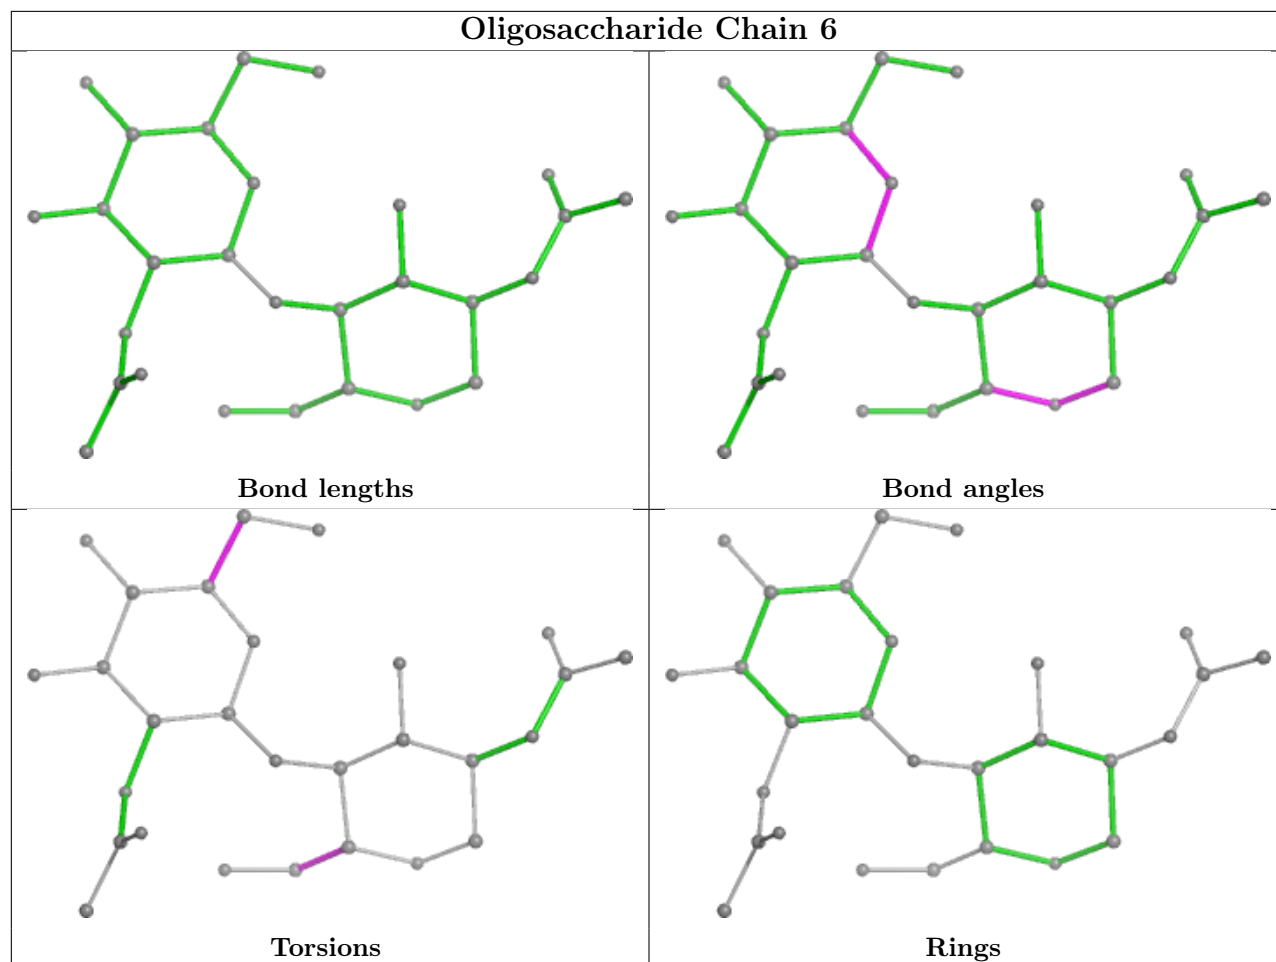 Oligosaccharide Chain 6
Bond lengths
Bond angles
Torsions
Rings